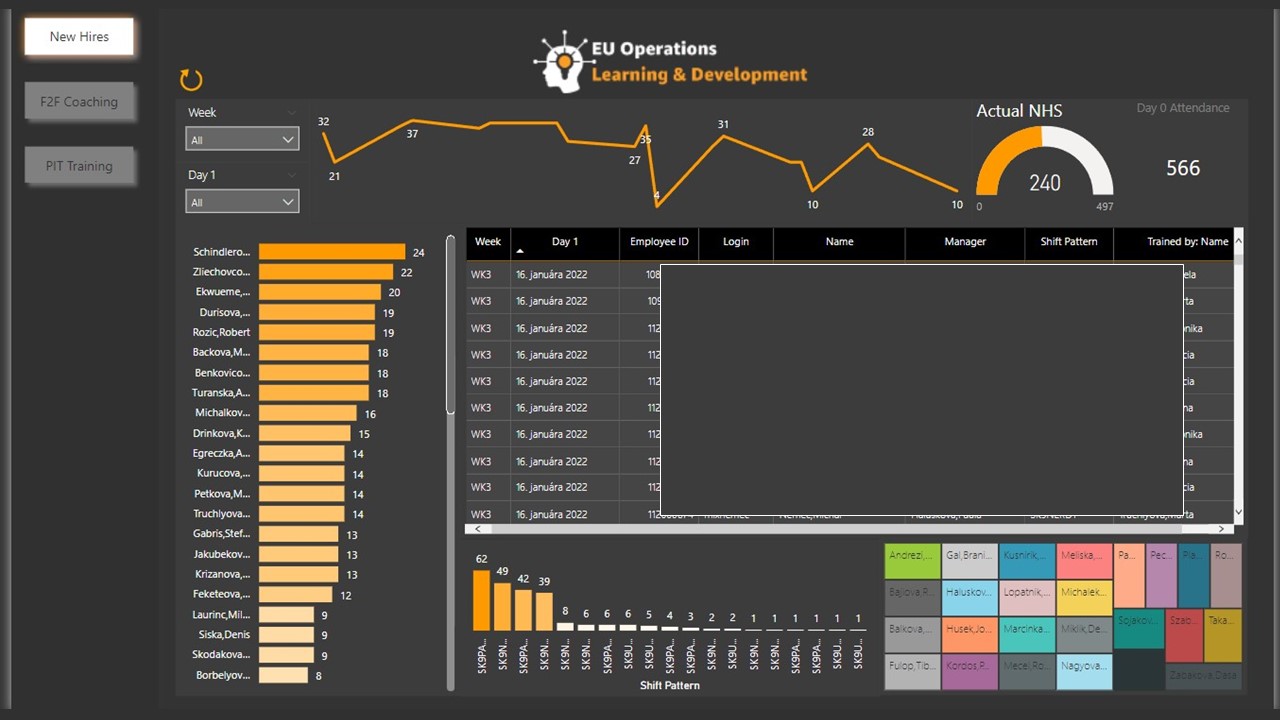 New Hires
F2F Coaching
PIT Training
EU Operations
Learning & Development
Week
All
Day 1
All
32
21
37
27
35
4
31
10
28
10
Actual NHS
240
0
497
Day 0 Attendance
566
Schindlero... 24
Zliechovco... 22
Ekwueme,... 20
Durisova,... 19
Rozic,Robert 19
Backova,M... 18
Benkovico... 18
Turanska,A... 18
Michalkov... 16
Drinkova,K... 15
Egreczka,A... 14
Kurucova,... 14
Petkova,M... 14
Truchlyova... 14
Gabris,Stef... 13
Jakubekov... 13
Krizanova,... 13
Feketeova,... 12
Laurinc,Mil... 9
Siska,Denis 9
Skodakova... 9
Borbelyov... 8
Week Day 1 Employee ID Login Name Manager Shift Pattern Trained by: Name
WK3 16. januára 2022 108 ela
WK3 16. januára 2022 109 rta
WK3 16. januára 2022 112 onika
WK3 16. januára 2022 112 cia
WK3 16. januára 2022 112 cia
WK3 16. januára 2022 112 na
WK3 16. januára 2022 112 onika
WK3 16. januára 2022 112 na
WK3 16. januára 2022 112 cia
WK3 16. januára 2022
62 49 42 39 8 6 6 6 5 4 3 2 2 1 1 1 1 1 1
SK9PA... SK9N... SK9PA... SK9N... SK9N... SK9N... SK9PA... SK9PA... SK9U... SK9PA... SK9N... SK9N... SK9U... SK9N... SK9N... SK9PA... SK9PA... SK9U... SK9U...
Shift Pattern
Andrezi,... Gal,Brani... Kusnirik,... Meliska,... Pa... Pec... Pla... Ro...
Bajlova,R... Haluskov... Lopatnik,... Michalek...
Balkova,... Husek,Jo... Marcinka... Miklik,De... Sojakov... Szab... Taka...
Fulop,Tib... Kordos,P... Mecel,Ro... Nagyova... Zabakova,Dasa